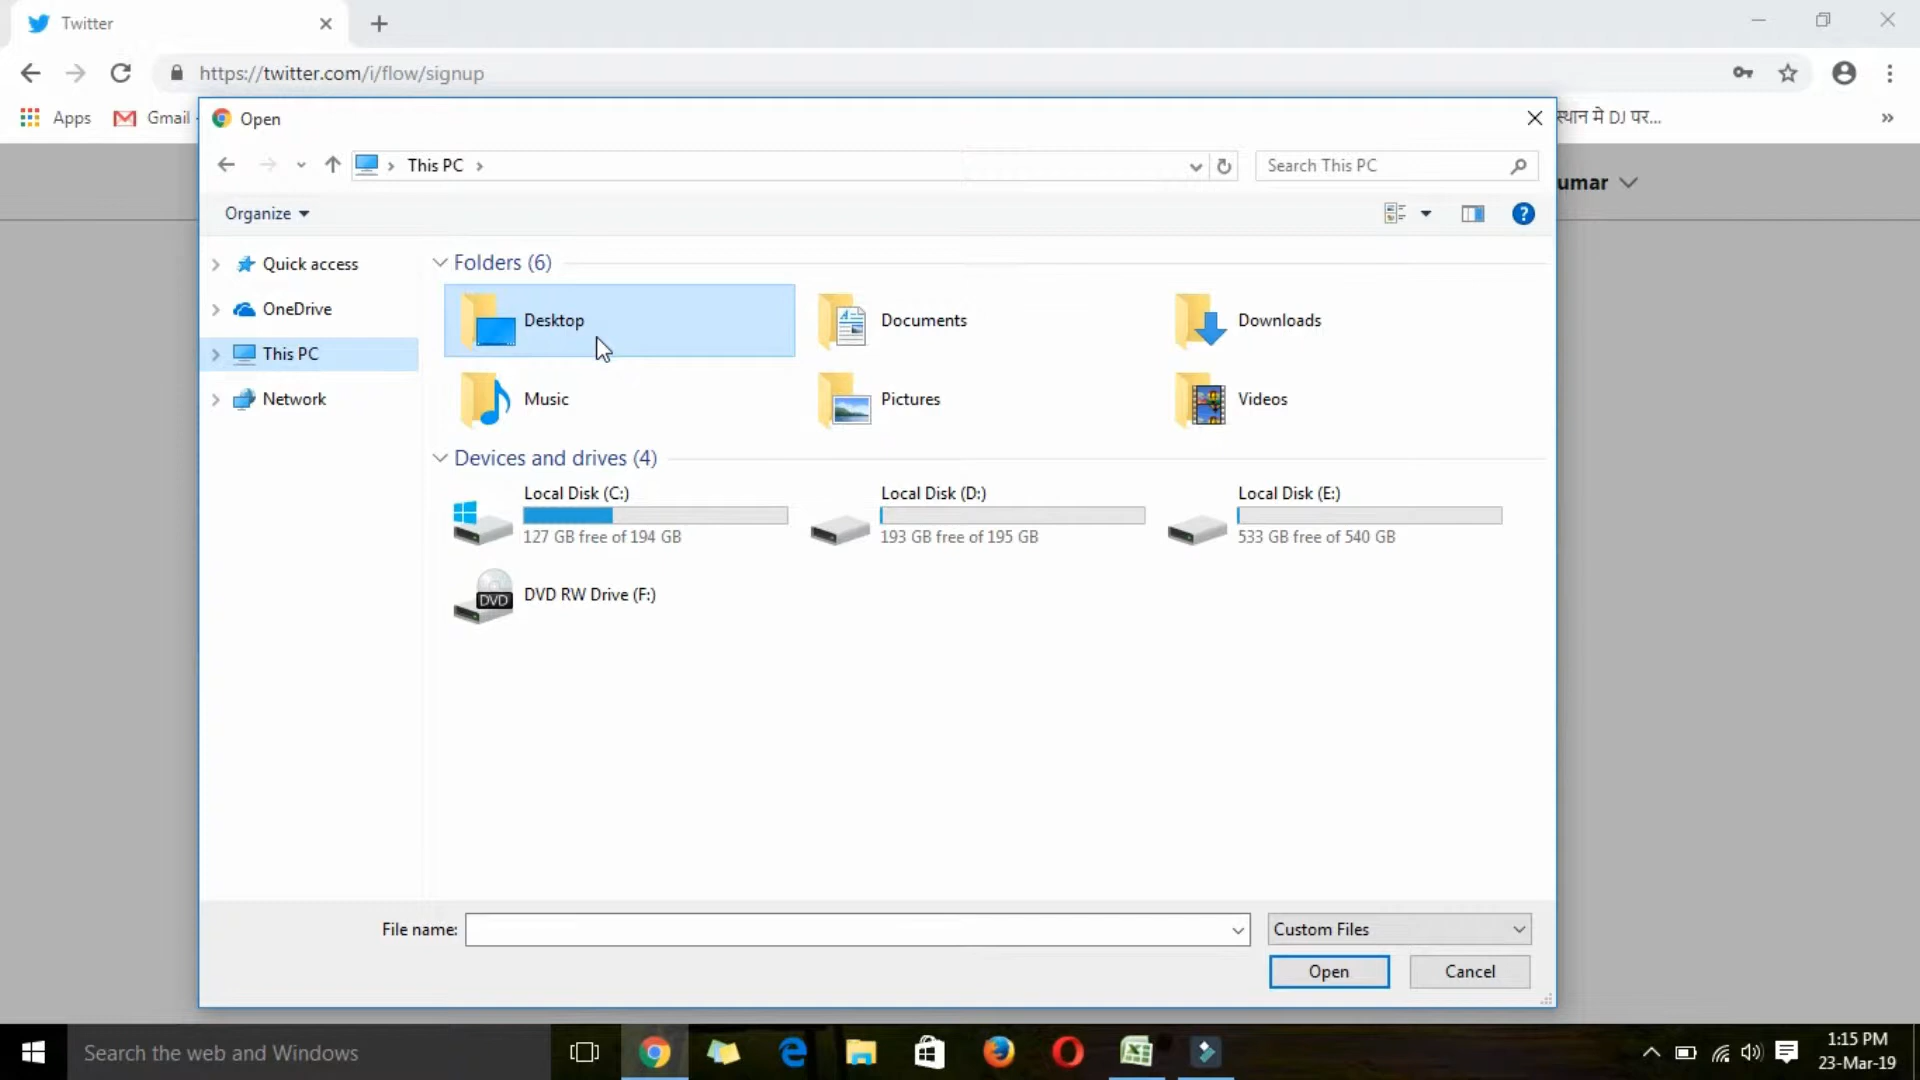 Twitter
https://twitter.com/i/flow/signup
Apps
Gmail
स्थान मे DJ पर...
Open
This PC
Search This PC
umar
Organize
Quick access
OneDrive
This PC
Network
Folders (6)
Desktop
Documents
Downloads
Music
Pictures
Videos
Devices and drives (4)
Local Disk (C:)
127 GB free of 194 GB
Local Disk (D:)
193 GB free of 195 GB
Local Disk (E:)
533 GB free of 540 GB
DVD
DVD RW Drive (F:)
File name:
Custom Files
Open
Cancel
Search the web and Windows
1:15 PM
23-Mar-19